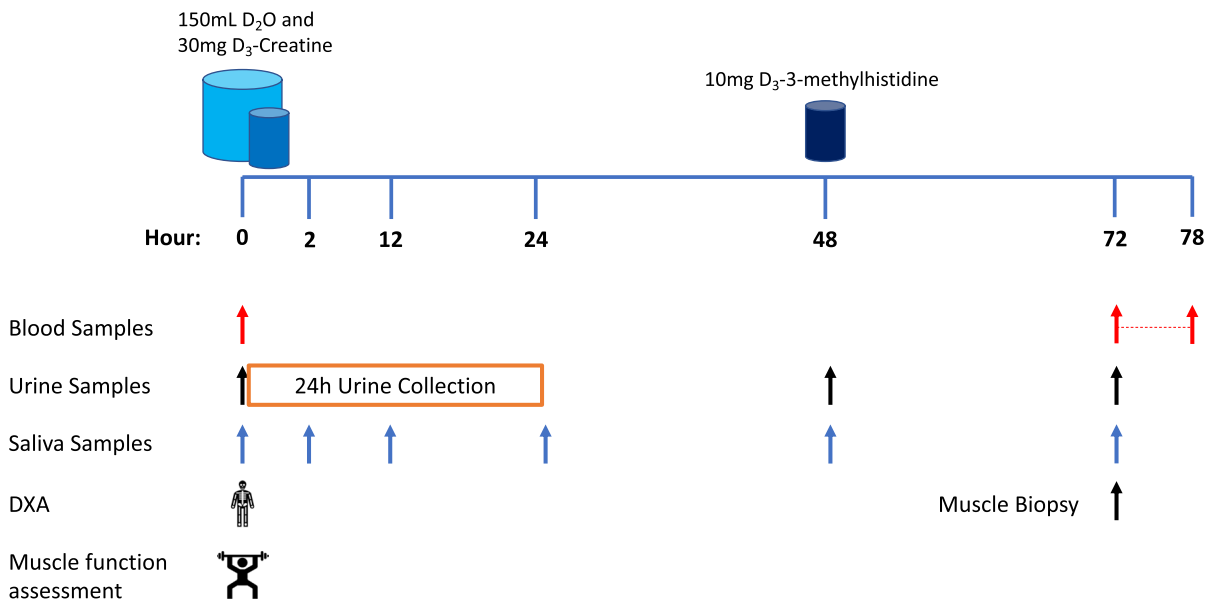 150mL D₂O and
30mg D₃-Creatine
10mg D₃-3-methylhistidine
Hour: 0 2 12 24 48 72 78
Blood Samples
Urine Samples 24h Urine Collection
Saliva Samples
DXA Muscle Biopsy
Muscle function
assessment